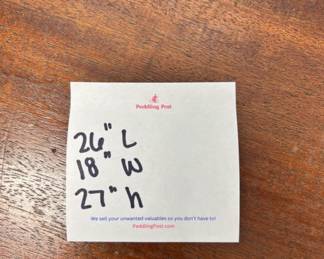 Peddling Post
26" L
18" W
27" h
We sell your unwanted valuables so you don't have to!
PeddlingPost.com